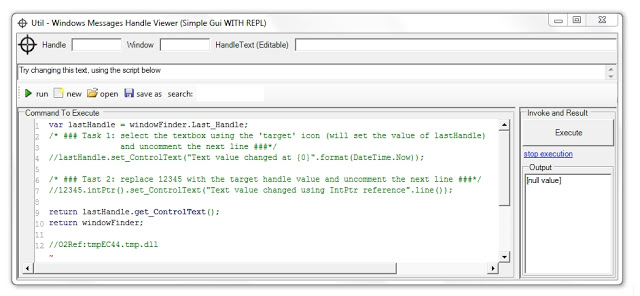 Util - Windows Messages Handle Viewer (Simple Gui WITH REPL)
Handle Window HandleText (Editable)
Try changing this text, using the script below
run new open save as search:
Command To Execute
1 var lastHandle = windowFinder.Last_Handle;
2 /* ### Task 1: select the textbox using the 'target' icon (will set the value of lastHandle)
3 and uncomment the next line ###*/
4 //lastHandle.set_ControlText("Text value changed at {0}".format(DateTime.Now));
5
6 /* ### Tast 2: replace 12345 with the target handle value and uncomment the next line ###*/
7 //12345.intPtr().set_ControlText("Text value changed using IntPtr reference".line());
8
9 return lastHandle.get_ControlText();
10 return windowFinder;
11
12 //O2Ref:tmpEC44.tmp.dll
~
Invoke and Result
Execute
stop execution
Output
[null value]